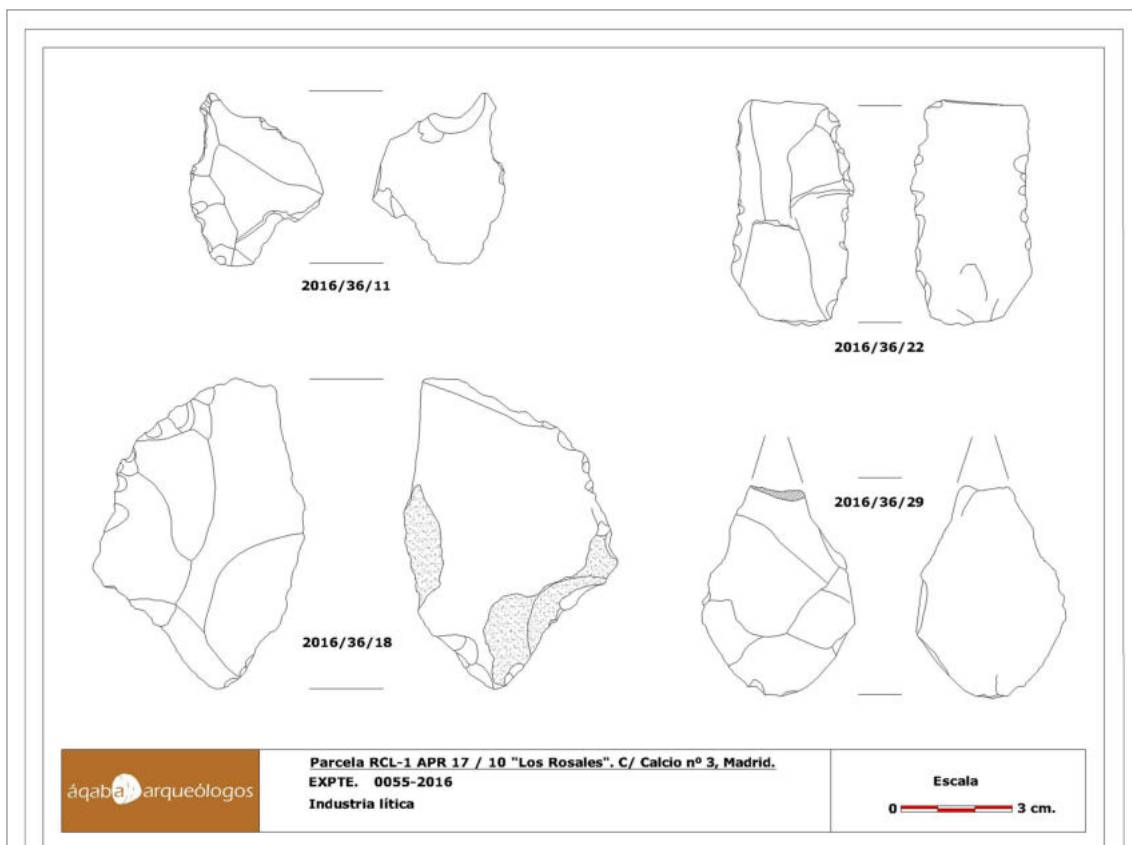 2016/36/11
2016/36/22
2016/36/18
2016/36/29
áqaba arqueólogos
Parcela RCL-1 APR 17 / 10 "Los Rosales". C/ Calcio nº 3, Madrid.
EXPTE. 0055-2016
Industria lítica
Escala
0 3 cm.